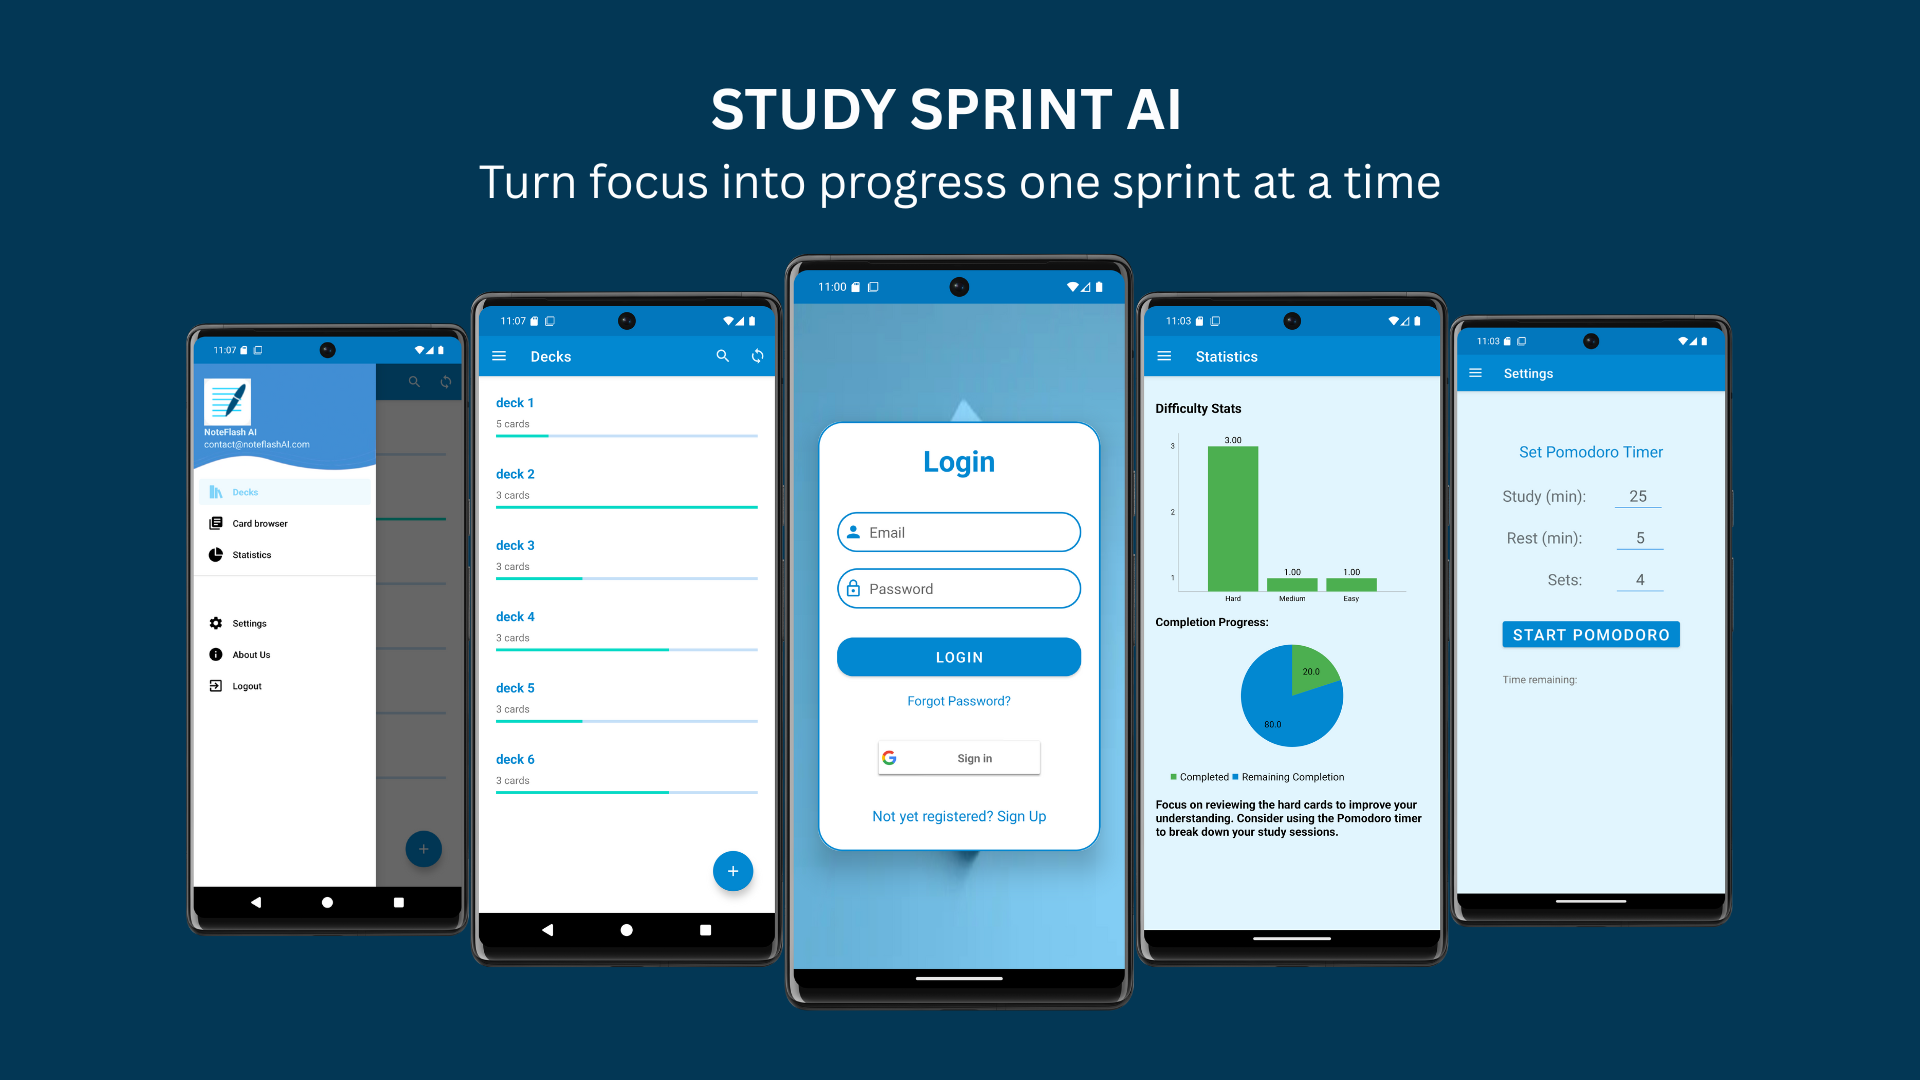 STUDY SPRINT AI
Turn focus into progress one sprint at a time
11:07
NoteFlash AI
contact@noteflashAI.com
Decks
Card browser
Statistics
Settings
About Us
Logout
+
11:07
Decks
deck 1
5 cards
deck 2
3 cards
deck 3
3 cards
deck 4
3 cards
deck 5
3 cards
deck 6
3 cards
+
11:00
Login
Email
Password
LOGIN
Forgot Password?
G Sign in
Not yet registered? Sign Up
11:03
Statistics
Difficulty Stats
3.00
3
2
1.00 1.00
1
Hard Medium Easy
Completion Progress:
20.0
80.0
Completed Remaining Completion
Focus on reviewing the hard cards to improve your
understanding. Consider using the Pomodoro timer
to break down your study sessions.
11:03
Settings
Set Pomodoro Timer
Study (min): 25
Rest (min): 5
Sets: 4
START POMODORO
Time remaining: